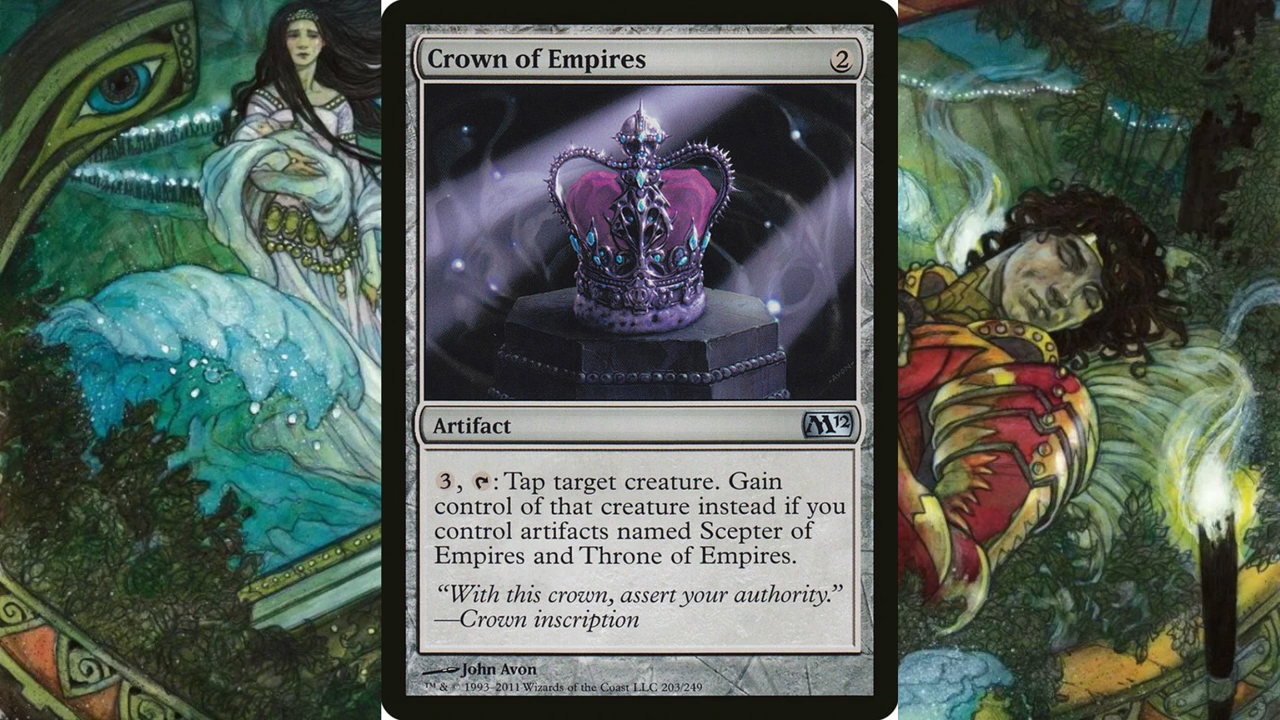 Crown of Empires 2
Artifact M12
3, : Tap target creature. Gain
control of that creature instead if you
control artifacts named Scepter of
Empires and Throne of Empires.
“With this crown, assert your authority.”
—Crown inscription
John Avon
™ & © 1993–2011 Wizards of the Coast LLC 203/249